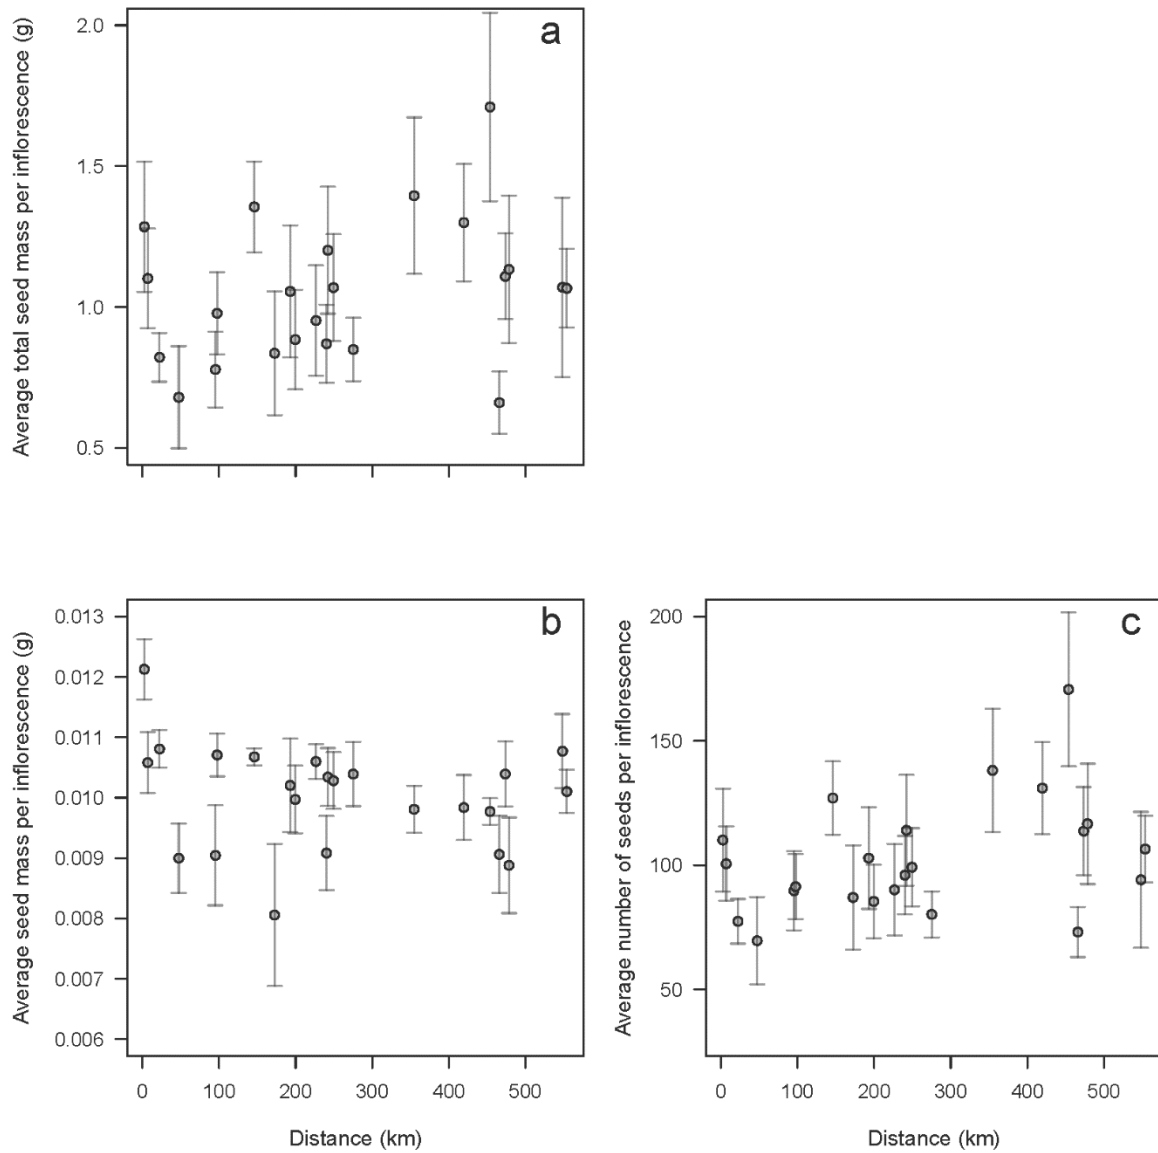 Average total seed mass per inflorescence (g)
2.0
1.5
1.0
0.5
a
Average seed mass per inflorescence (g)
0.013
0.012
0.011
0.010
0.009
0.008
0.007
0.006
b
0 100 200 300 400 500
Distance (km)
Average number of seeds per inflorescence
200
150
100
50
c
0 100 200 300 400 500
Distance (km)